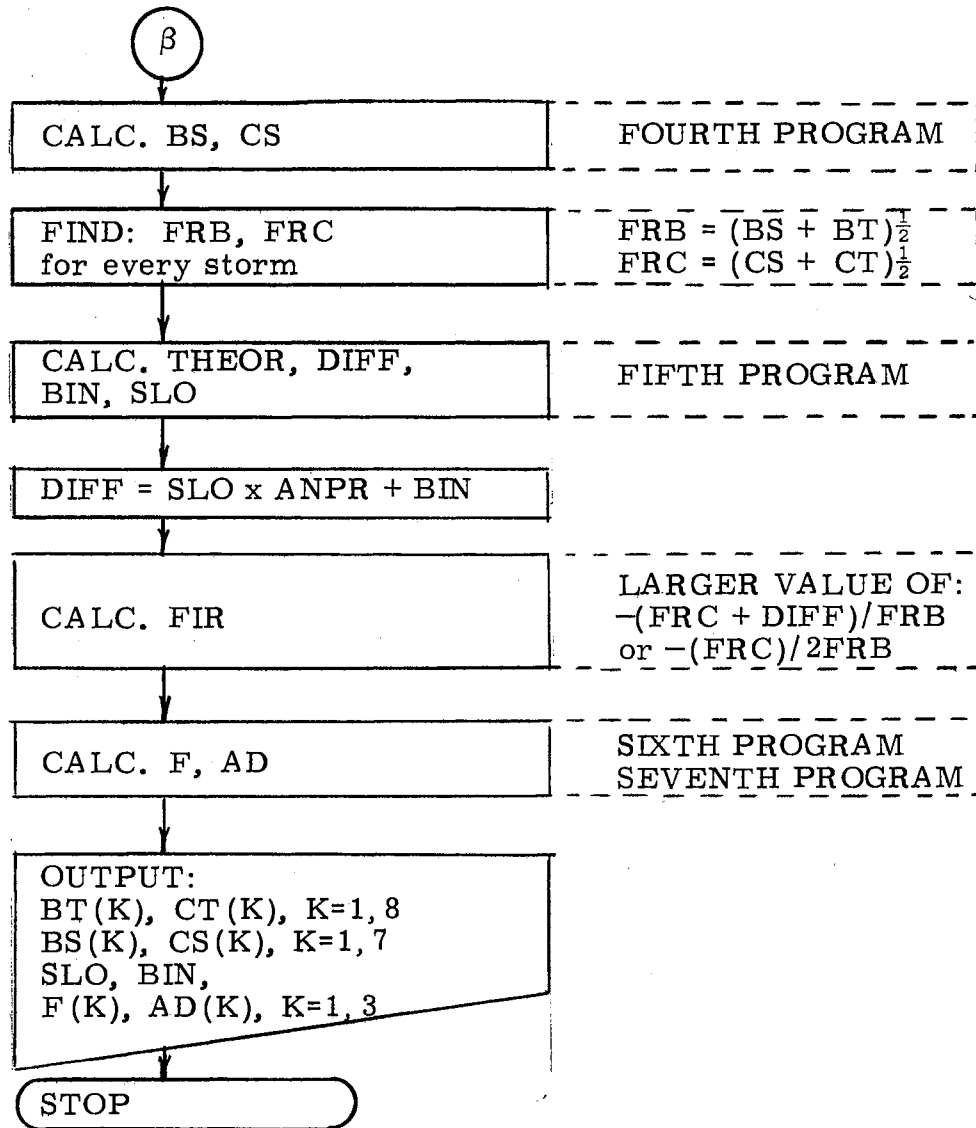 β
CALC. BS, CS
FOURTH PROGRAM
FIND: FRB, FRC
for every storm
FRB = (BS + BT)½
FRC = (CS + CT)½
CALC. THEOR, DIFF,
BIN, SLO
FIFTH PROGRAM
DIFF = SLO x ANPR + BIN
CALC. FIR
LARGER VALUE OF:
—(FRC + DIFF)/FRB
or —(FRC)/2FRB
CALC. F, AD
SIXTH PROGRAM
SEVENTH PROGRAM
OUTPUT:
BT(K), CT(K), K=1, 8
BS(K), CS(K), K=1, 7
SLO, BIN,
F(K), AD(K), K=1, 3
STOP